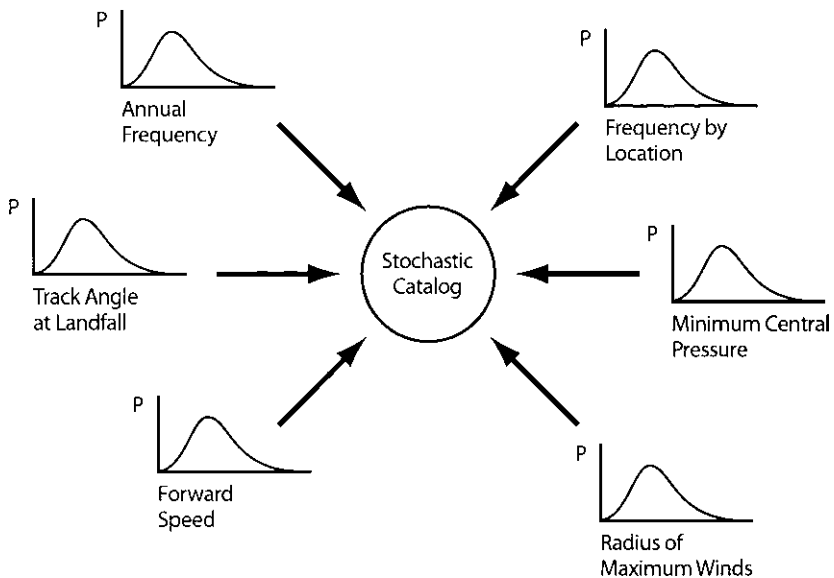 P
Annual
Frequency
P
Frequency by
Location
P
Track Angle
at Landfall
Stochastic
Catalog
P
Minimum Central
Pressure
P
Forward
Speed
P
Radius of
Maximum Winds